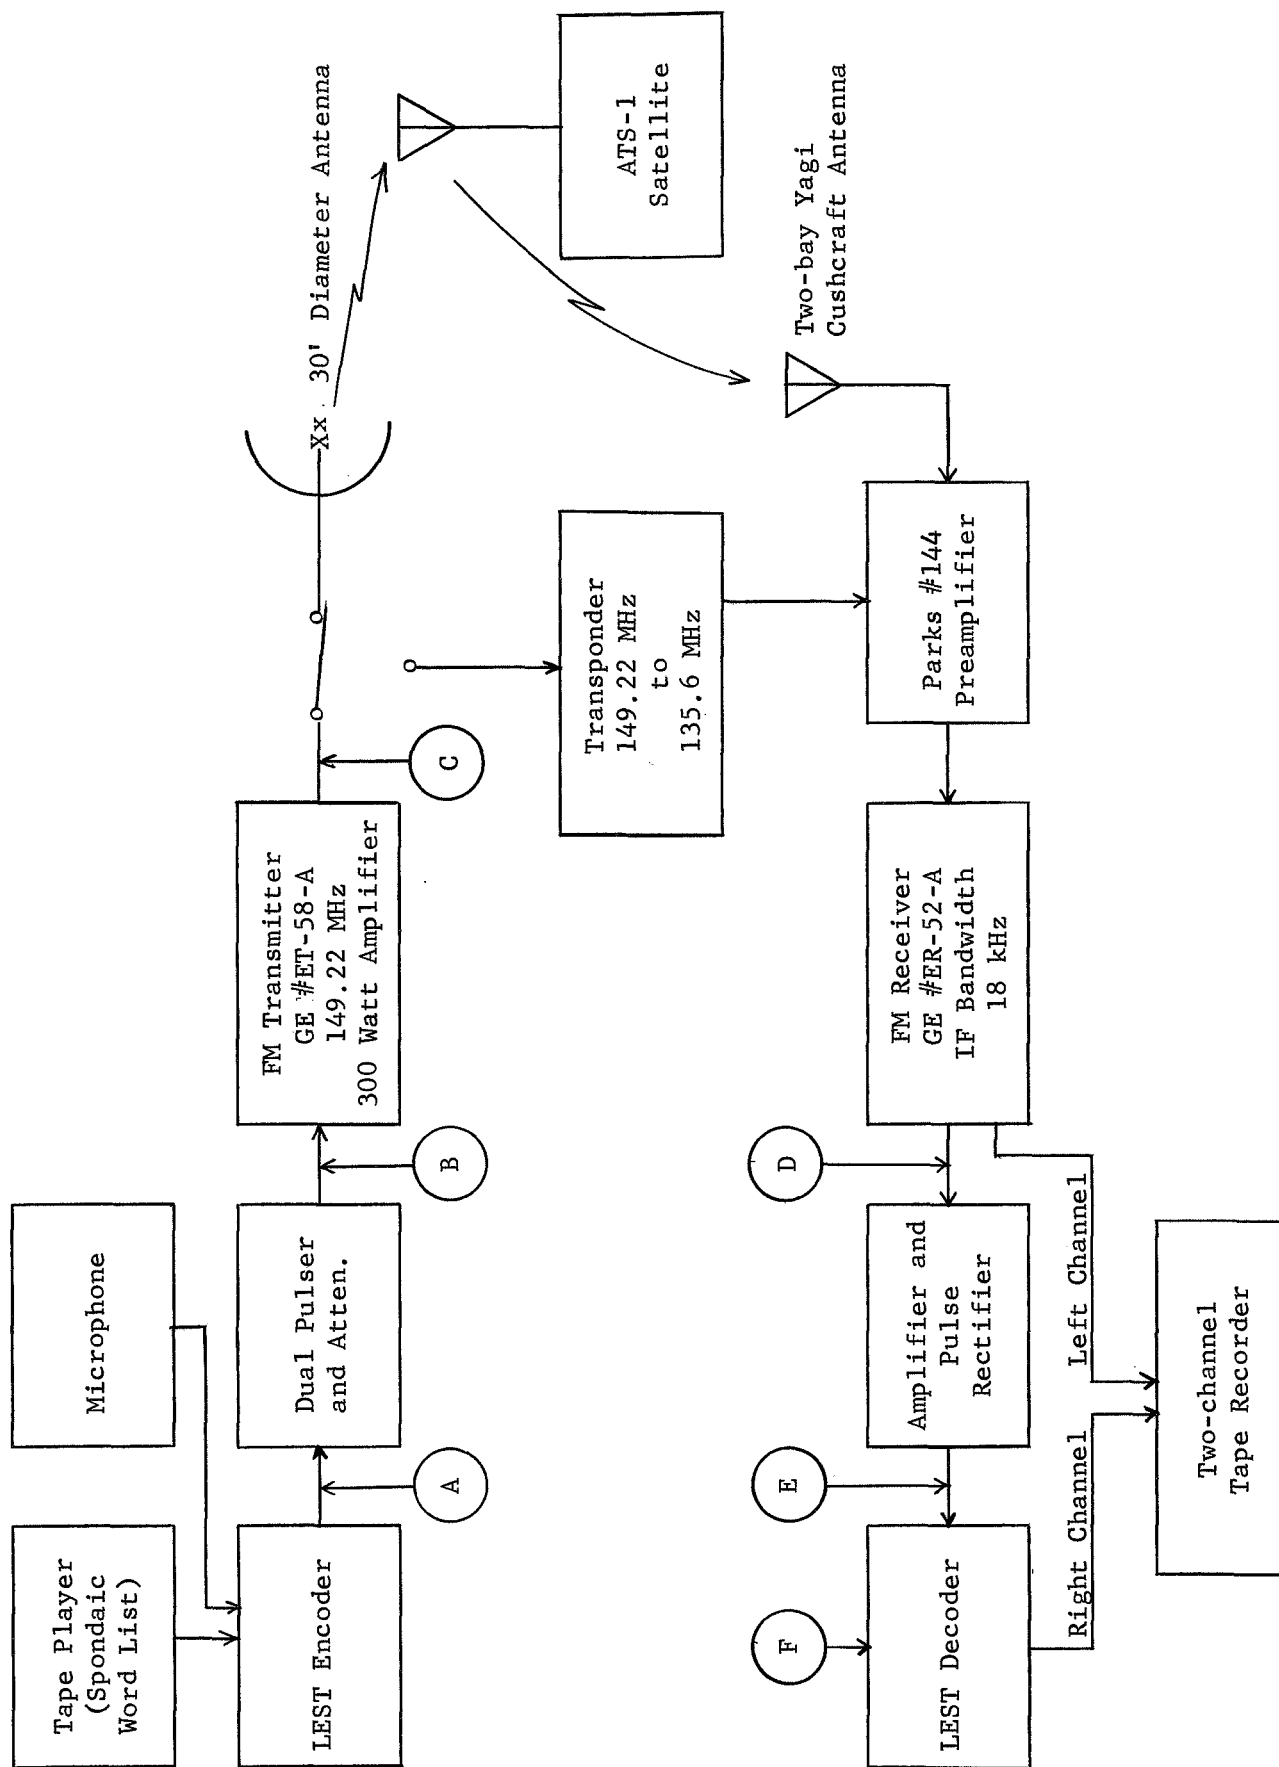 Tape Player
(Spondaic
Word List)
Microphone
LEST Encoder
A
Dual Pulser
and Atten.
B
FM Transmitter
GE #ET-58-A
149.22 MHz
300 Watt Amplifier
C
Xx 30' Diameter Antenna
ATS-1
Satellite
Transponder
149.22 MHz
to
135.6 MHz
Two-bay Yagi
Cushcraft Antenna
Parks #144
Preamplifier
FM Receiver
GE #ER-52-A
IF Bandwidth
18 kHz
D
Amplifier and
Pulse
Rectifier
E
F
LEST Decoder
Right Channel
Left Channel
Two-channel
Tape Recorder